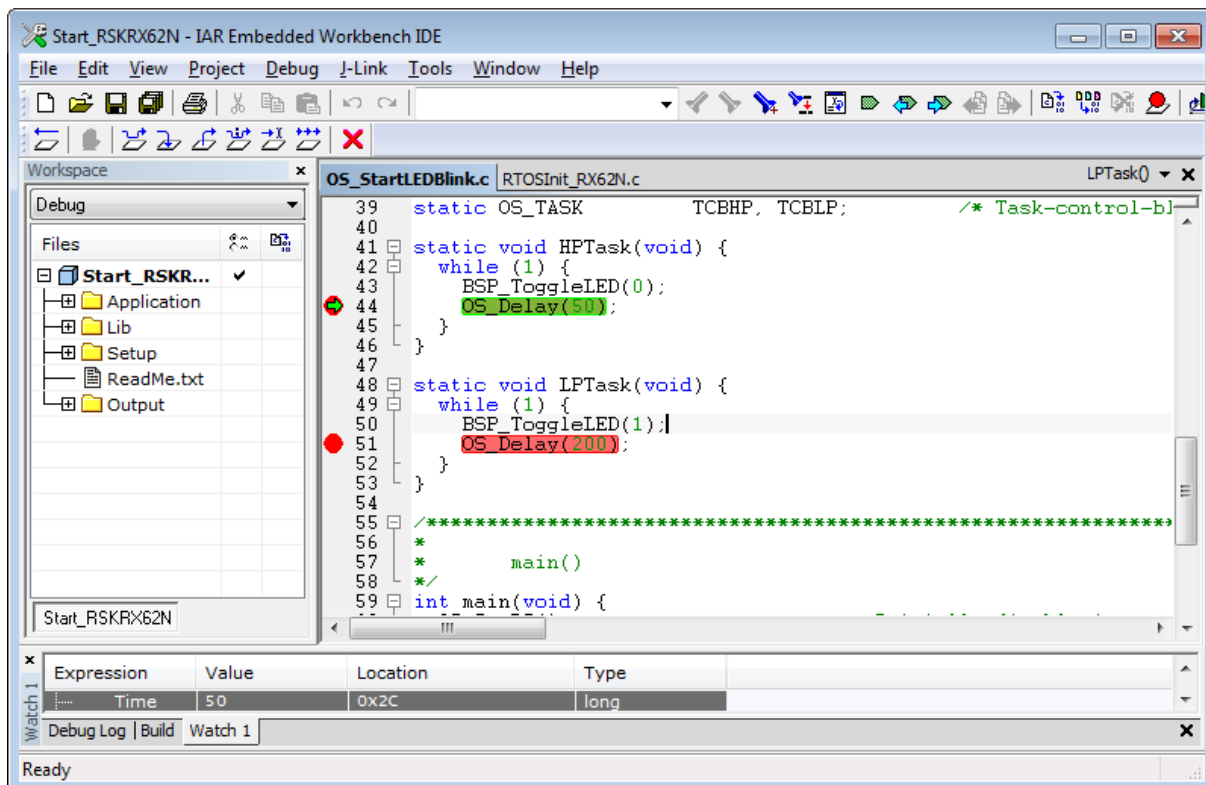 Start_RSKRX62N - IAR Embedded Workbench IDE
File Edit View Project Debug J-Link Tools Window Help
Workspace
Debug
Files
Start_RSKR...
Application
Lib
Setup
ReadMe.txt
Output
Start_RSKRX62N
OS_StartLEDBlink.c RTOSInit_RX62N.c LPTask()
39 static OS_TASK TCBHP, TCBLP; /* Task-control-bl
40
41 static void HPTask(void) {
42 while (1) {
43 BSP_ToggleLED(0);
44 OS_Delay(50);
45 }
46 }
47
48 static void LPTask(void) {
49 while (1) {
50 BSP_ToggleLED(1);
51 OS_Delay(200);
52 }
53 }
54
55 /*************************************************************
56 *
57 * main()
58 */
59 int main(void) {
Watch 1
Expression Value Location Type
Time 50 0x2C long
Debug Log Build Watch 1
Ready